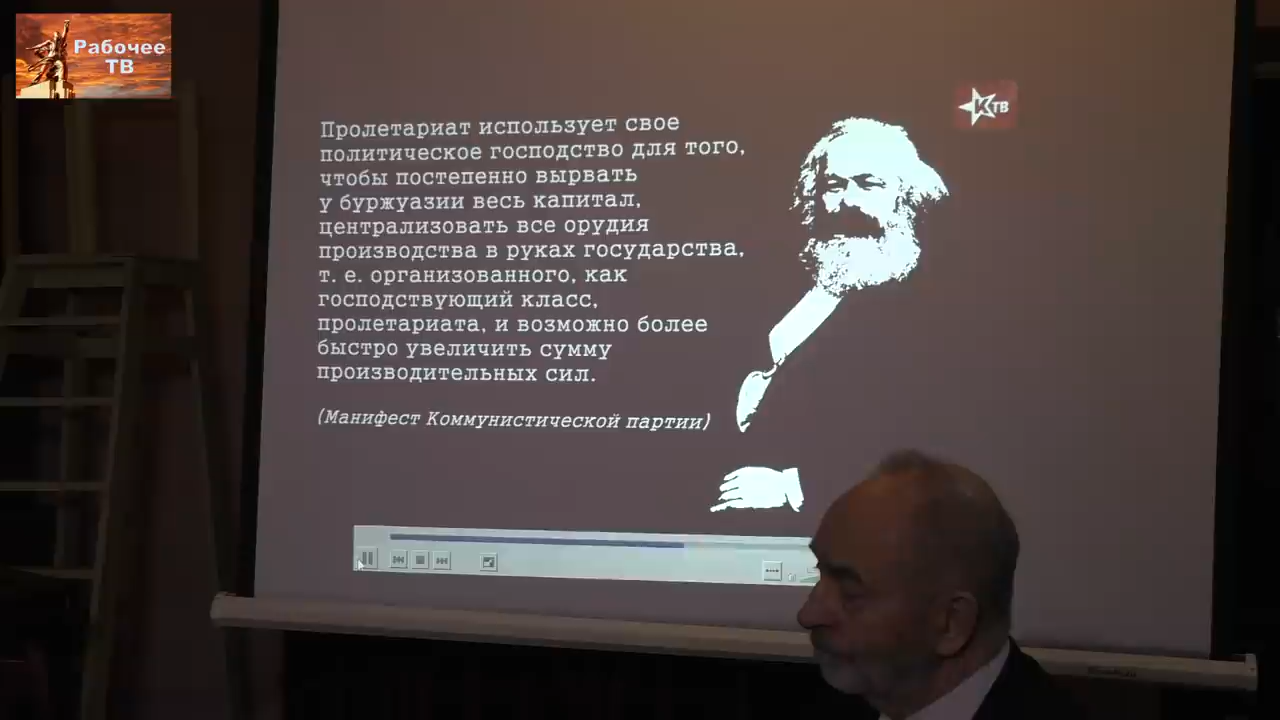 Рабочее
ТВ
КТВ
Пролетариат использует свое
политическое господство для того,
чтобы постепенно вырвать
у буржуазии весь капитал,
централизовать все орудия
производства в руках государства,
т. е. организованного, как
господствующий класс,
пролетариата, и возможно более
быстро увеличить сумму
производительных сил.
(Манифест Коммунистической партии)